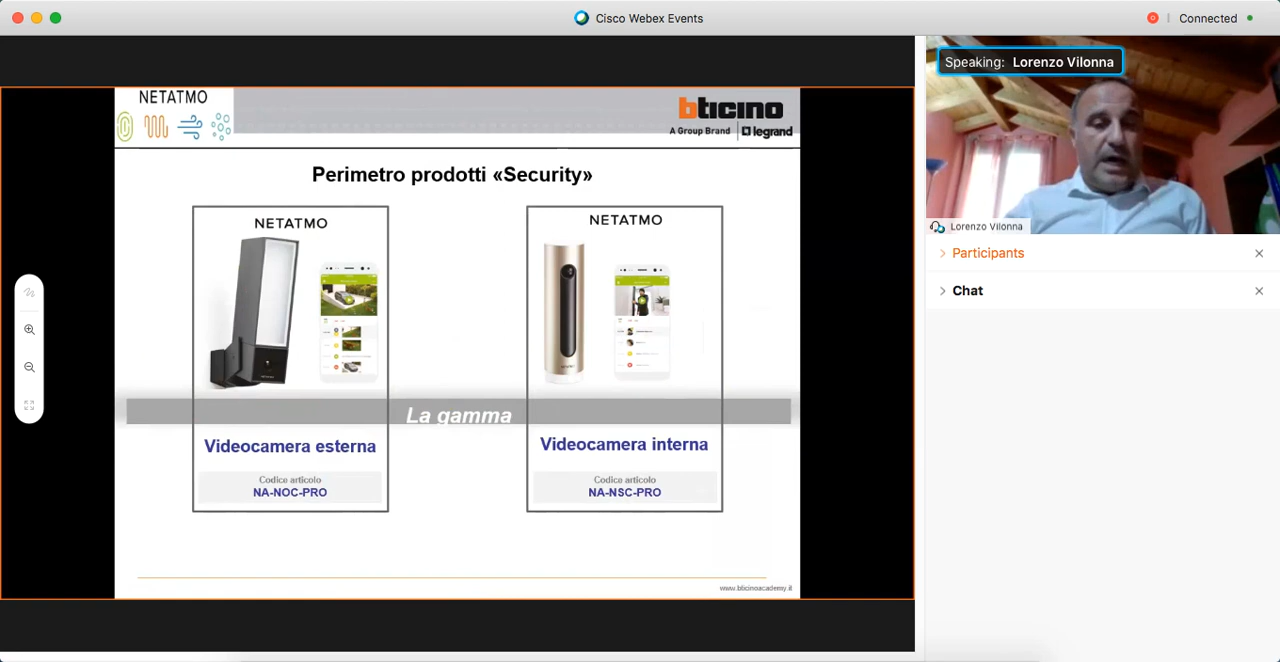 Cisco Webex Events
Connected
NETATMO
bticino
A Group Brand
legrand
Perimetro prodotti «Security»
NETATMO
NETATMO
La gamma
Videocamera esterna
Codice articolo
NA-NOC-PRO
Videocamera interna
Codice articolo
NA-NSC-PRO
www.bticinoacademy.it
Speaking: Lorenzo Vilonna
Lorenzo Vilonna
Participants
Chat